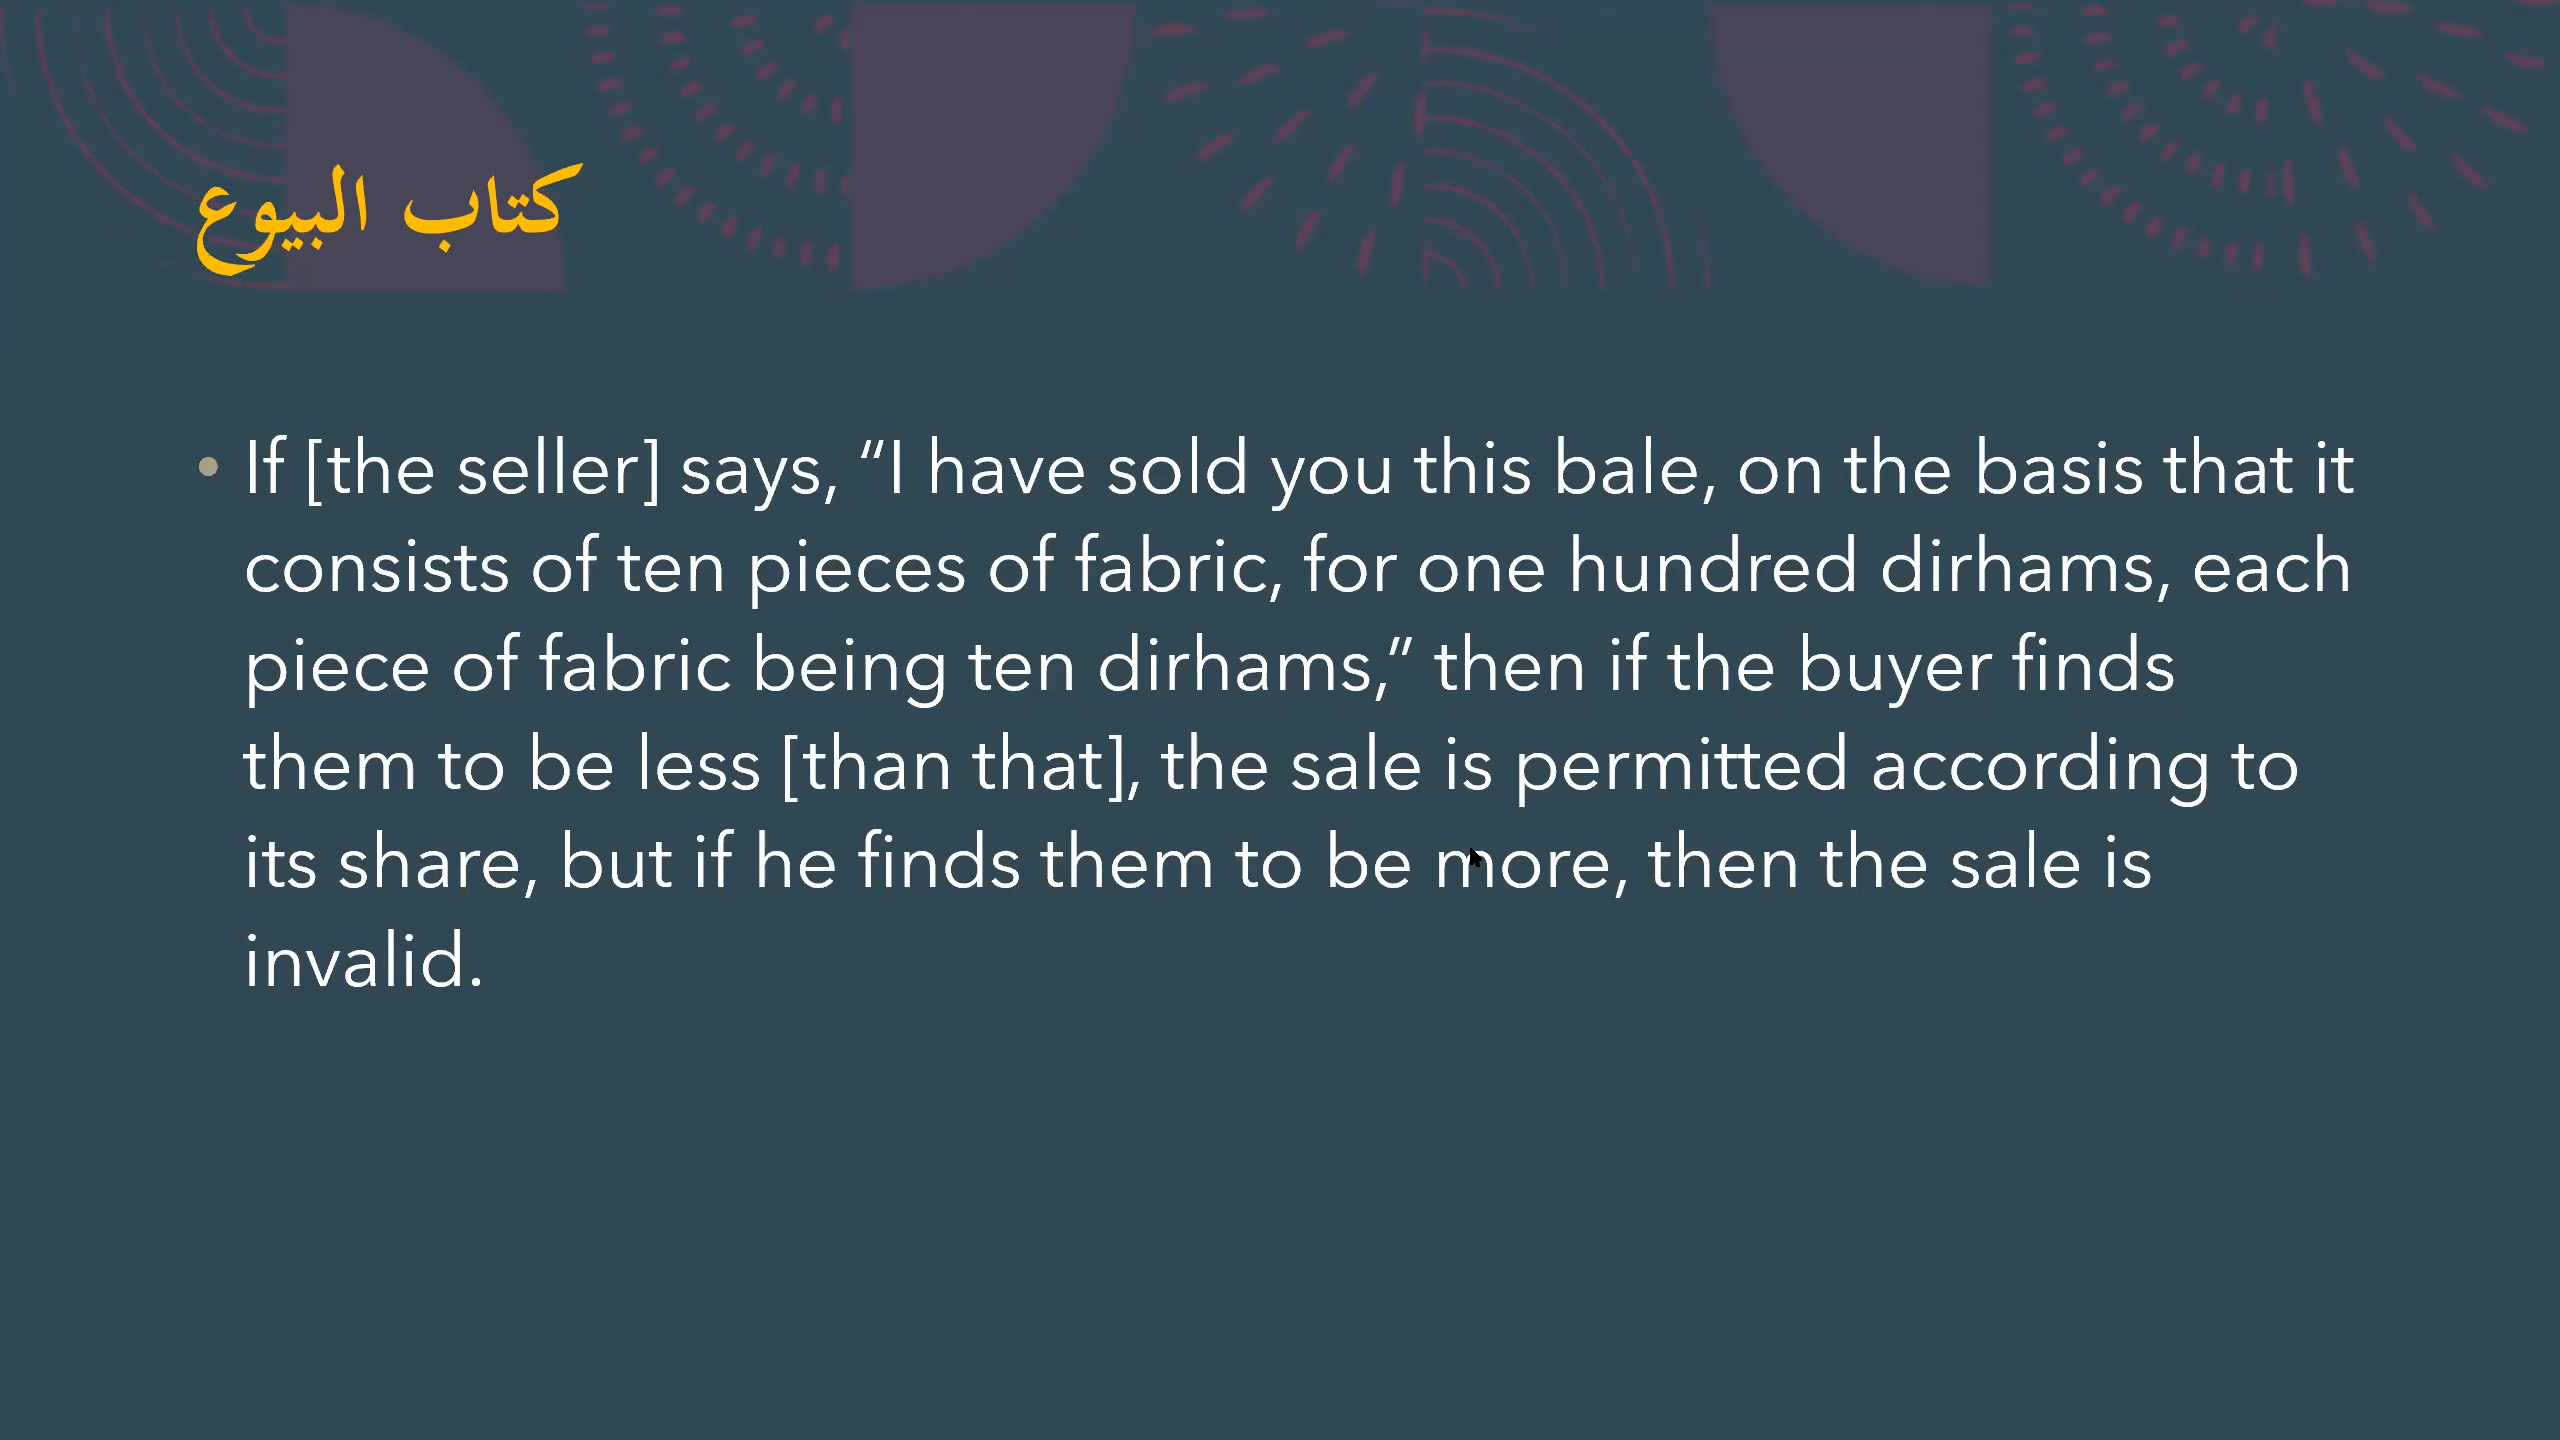 كتاب البيوع
• If [the seller] says, “I have sold you this bale, on the basis that it
consists of ten pieces of fabric, for one hundred dirhams, each
piece of fabric being ten dirhams,” then if the buyer finds
them to be less [than that], the sale is permitted according to
its share, but if he finds them to be more, then the sale is
invalid.